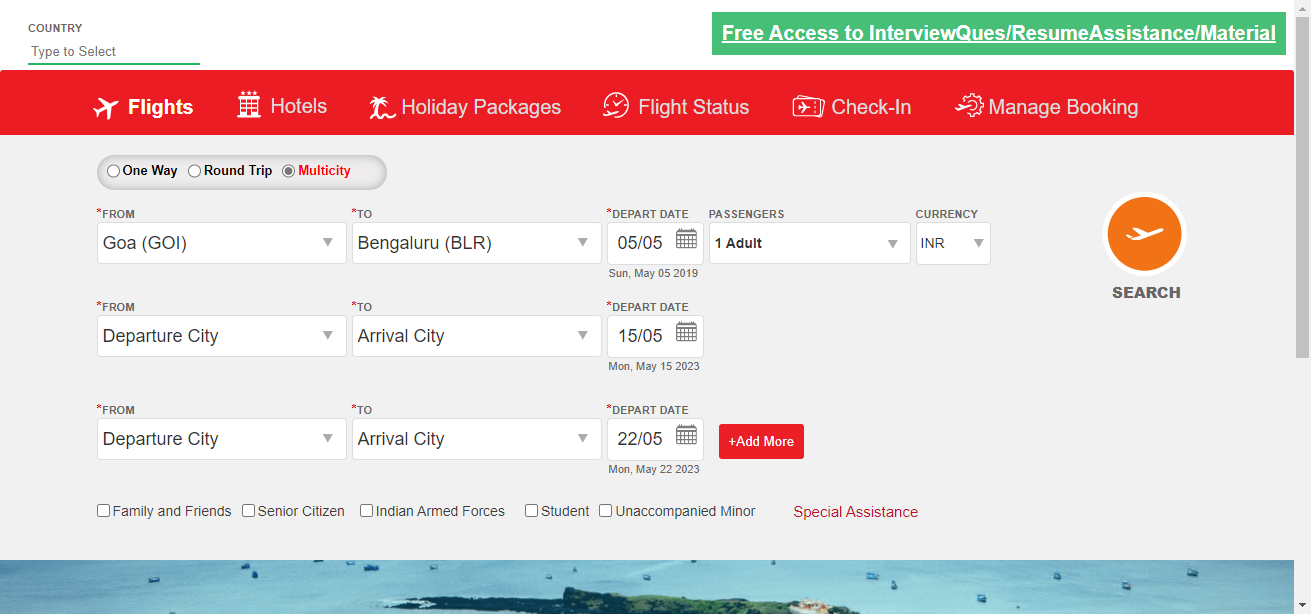 COUNTRY
Type to Select
Free Access to InterviewQues/ResumeAssistance/Material
Flights Hotels Holiday Packages Flight Status Check-In Manage Booking
One Way Round Trip Multicity
*FROM *TO *DEPART DATE PASSENGERS CURRENCY
Goa (GOI) Bengaluru (BLR) 05/05 1 Adult INR
Sun, May 05 2019
SEARCH
*FROM *TO *DEPART DATE
Departure City Arrival City 15/05
Mon, May 15 2023
*FROM *TO *DEPART DATE
Departure City Arrival City 22/05 +Add More
Mon, May 22 2023
Family and Friends Senior Citizen Indian Armed Forces Student Unaccompanied Minor Special Assistance